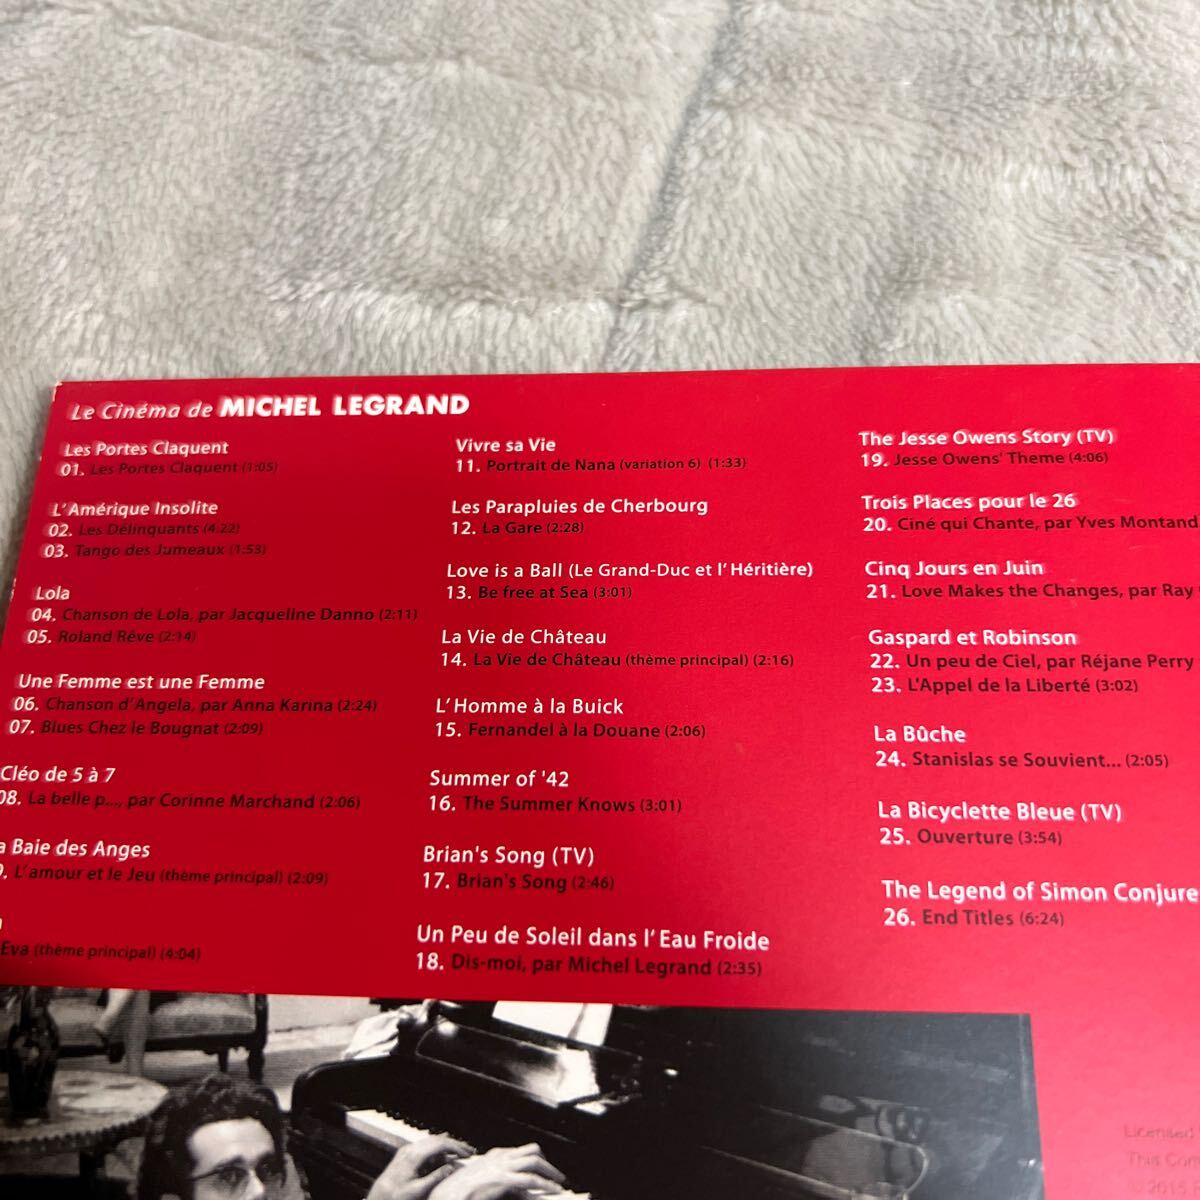 Le Cinéma de MICHEL LEGRAND
Les Portes Claquent
01. Les Portes Claquent (1:05)
L'Amérique Insolite
02. Les Délinquants (4:22)
03. Tango des Jumeaux (1:53)
Lola
04. Chanson de Lola, par Jacqueline Danno (2:11)
05. Roland Rêve (2:14)
Une Femme est une Femme
06. Chanson d'Angela, par Anna Karina (2:24)
07. Blues Chez le Bougnat (2:09)
Cléo de 5 à 7
08. La belle p..., par Corinne Marchand (2:06)
a Baie des Anges
9. L'amour et le Jeu (thème principal) (2:09)
Eva (thème principal) (4:04)
Vivre sa Vie
11. Portrait de Nana (variation 6) (1:33)
Les Parapluies de Cherbourg
12. La Gare (2:28)
Love is a Ball (Le Grand-Duc et l'Héritière)
13. Be free at Sea (3:01)
La Vie de Château
14. La Vie de Château (thème principal) (2:16)
L'Homme à la Buick
15. Fernandel à la Douane (2:06)
Summer of '42
16. The Summer Knows (3:01)
Brian's Song (TV)
17. Brian's Song (2:46)
Un Peu de Soleil dans l'Eau Froide
18. Dis-moi, par Michel Legrand (2:35)
The Jesse Owens Story (TV)
19. Jesse Owens' Theme (4:06)
Trois Places pour le 26
20. Ciné qui Chante, par Yves Montand
Cinq Jours en Juin
21. Love Makes the Changes, par Ray
Gaspard et Robinson
22. Un peu de Ciel, par Réjane Perry
23. L'Appel de la Liberté (3:02)
La Bûche
24. Stanislas se Souvient... (2:05)
La Bicyclette Bleue (TV)
25. Ouverture (3:54)
The Legend of Simon Conjure
26. End Titles (6:24)
Licensed
This Com
© 2015